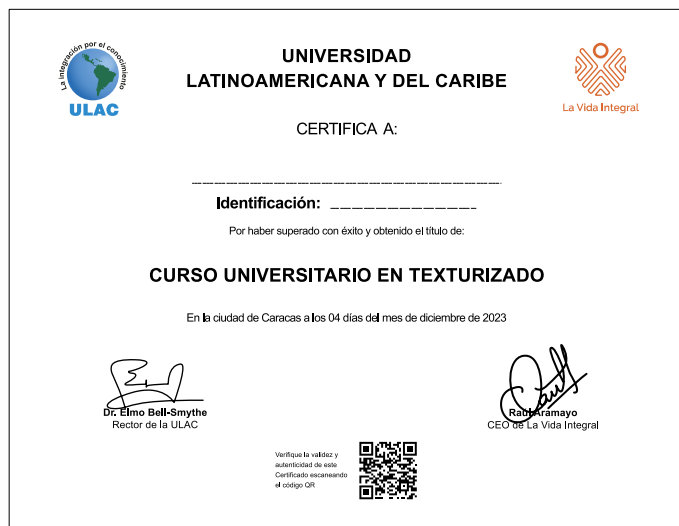 La integración por el conocimiento
ULAC
UNIVERSIDAD
LATINOAMERICANA Y DEL CARIBE
La Vida Integral
CERTIFICA A:
Identificación:
Por haber superado con éxito y obtenido el título de:
CURSO UNIVERSITARIO EN TEXTURIZADO
En la ciudad de Caracas a los 04 días del mes de diciembre de 2023
Dr. Elmo Bell-Smythe
Rector de la ULAC
Raúl Aramayo
CEO de La Vida Integral
Verifique la validez y
autenticidad de este
Certificado escaneando
el código QR